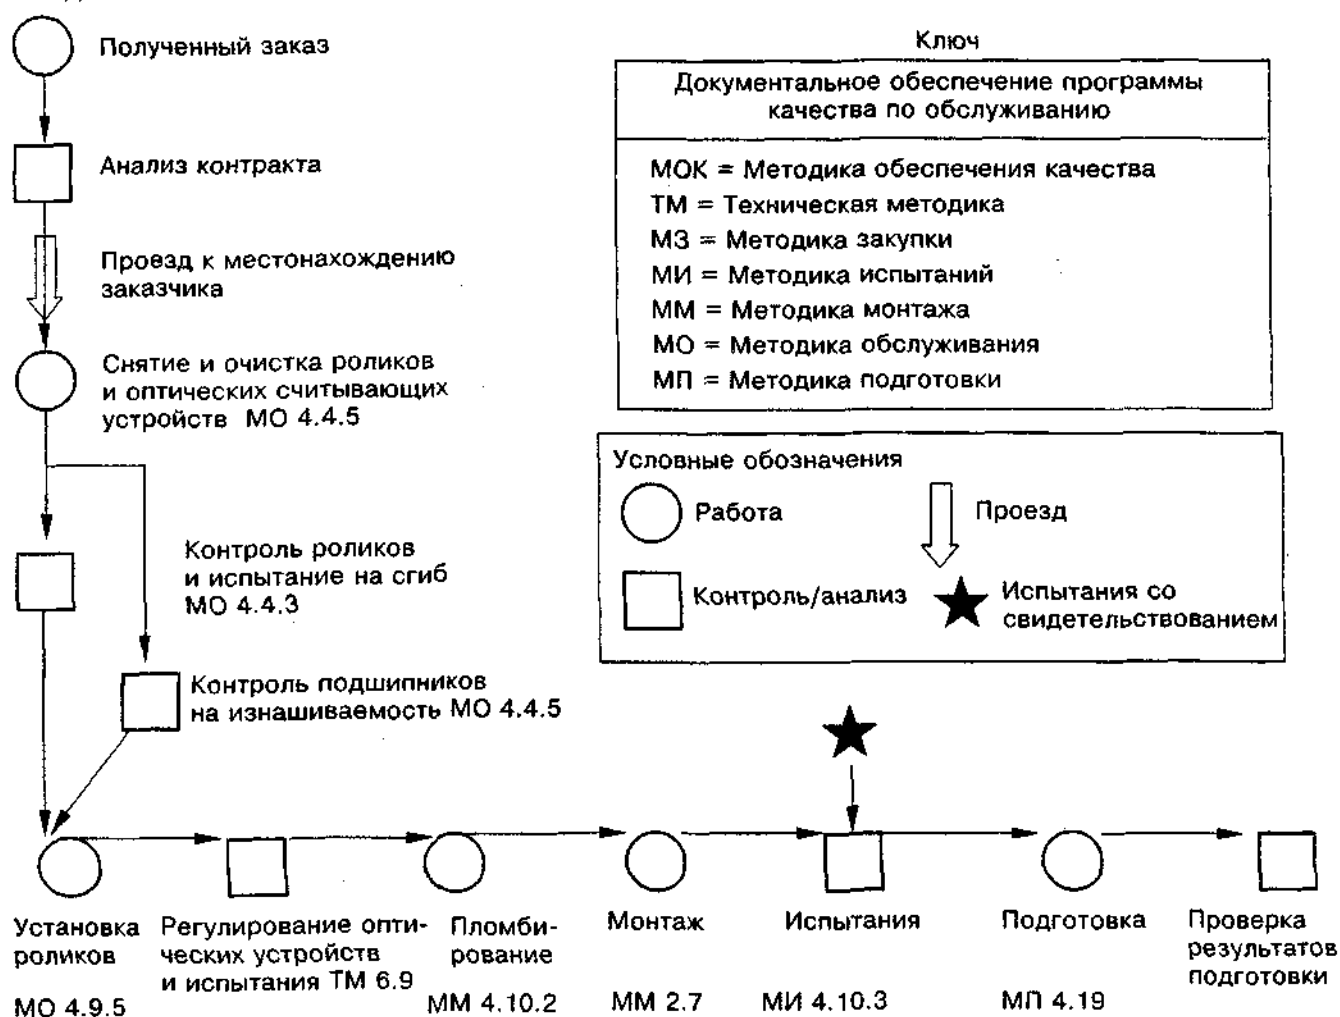 Полученный заказ
Анализ контракта
Проезд к местонахождению
заказчика
Снятие и очистка роликов
и оптических считывающих
устройств МО 4.4.5
Контроль роликов
и испытание на сгиб
МО 4.4.3
Контроль подшипников
на изнашиваемость МО 4.4.5
Ключ
Документальное обеспечение программы
качества по обслуживанию
МОК = Методика обеспечения качества
ТМ = Техническая методика
МЗ = Методика закупки
МИ = Методика испытаний
ММ = Методика монтажа
МО = Методика обслуживания
МП = Методика подготовки
Условные обозначения
Работа
Проезд
Контроль/анализ
Испытания со
свидетельствованием
Установка
роликов
МО 4.9.5
Регулирование опти-
ческих устройств
и испытания ТМ 6.9
Пломби-
рование
ММ 4.10.2
Монтаж
ММ 2.7
Испытания
МИ 4.10.3
Подготовка
МП 4.19
Проверка
результатов
подготовки